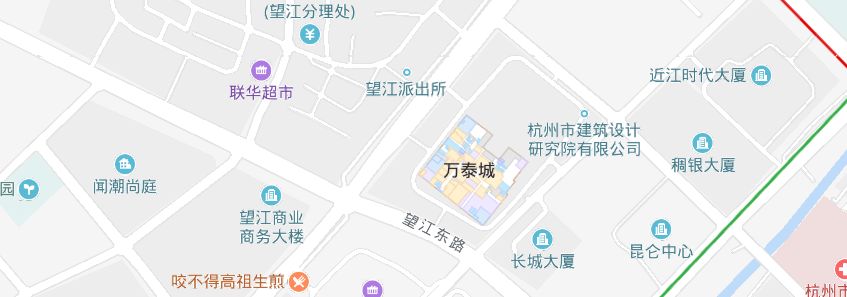 (望江分理处)
联华超市
望江派出所
近江时代大厦
杭州市建筑设计
研究院有限公司
稠银大厦
万泰城
闻潮尚庭
园
望江商业
商务大楼
望江东路
长城大厦
昆仑中心
咬不得高祖生煎
杭州市